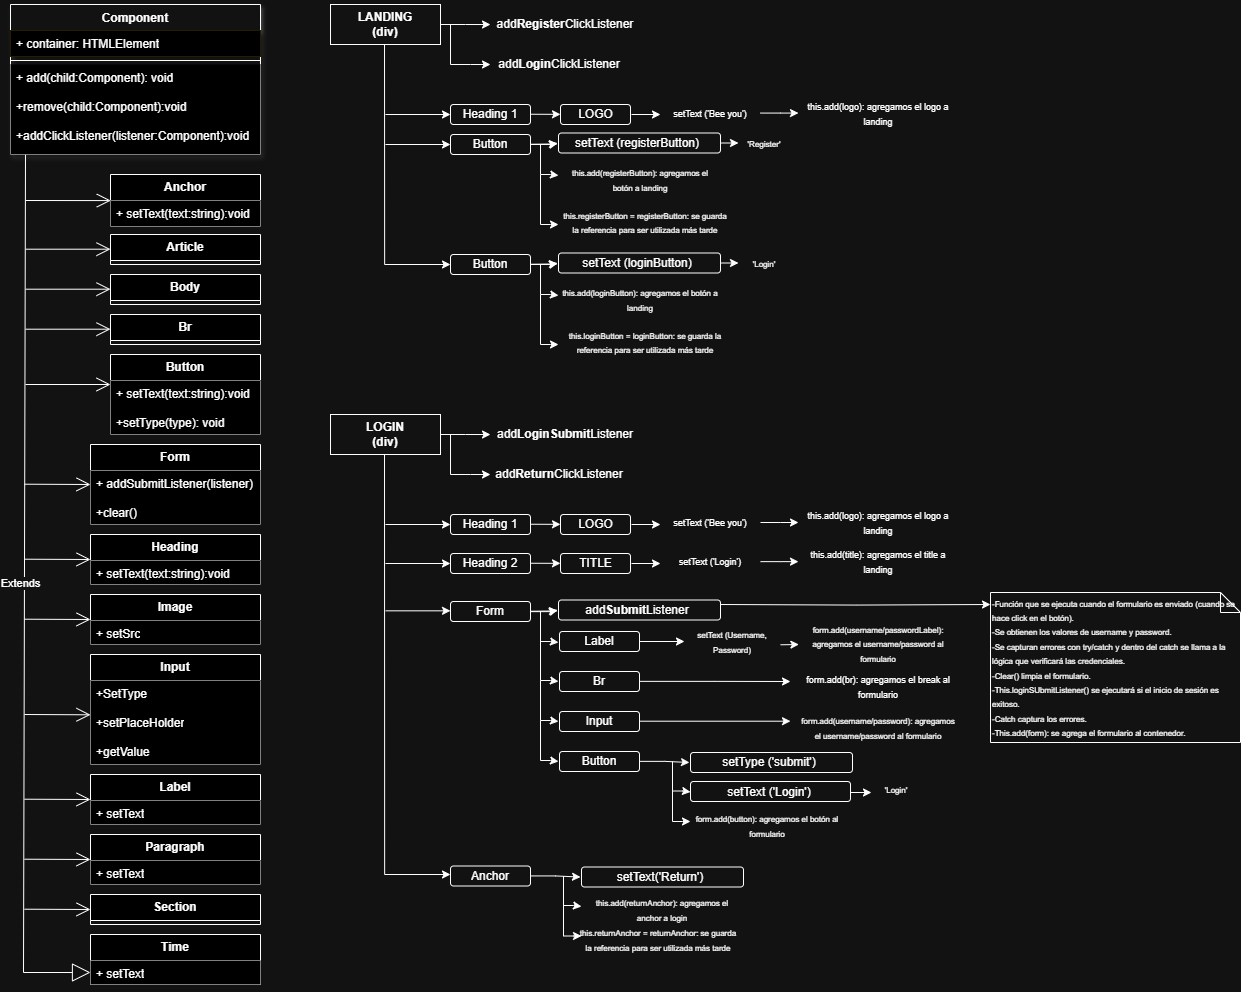 Component
+ container: HTMLElement
+ add(child:Component): void
+remove(child:Component):void
+addClickListener(listener:Component):void
Anchor
+ setText(text:string):void
Article
Body
Br
Button
+ setText(text:string):void
+setType(type): void
Form
+ addSubmitListener(listener)
+clear()
Heading
+ setText(text:string):void
Extends
Image
+ setSrc
Input
+SetType
+setPlaceHolder
+getValue
Label
+ setText
Paragraph
+ setText
Section
Time
+ setText
LANDING
(div)
addRegisterClickListener
addLoginClickListener
Heading 1
LOGO
setText ('Bee you')
this.add(logo): agregamos el logo a
landing
Button
setText (registerButton)
'Register'
this.add(registerButton): agregamos el
botón a landing
this.registerButton = registerButton: se guarda
la referencia para ser utilizada más tarde
Button
setText (loginButton)
'Login'
this.add(loginButton): agregamos el botón a
landing
this.loginButton = loginButton: se guarda la
referencia para ser utilizada más tarde
LOGIN
(div)
addLoginSubmitListener
addReturnClickListener
Heading 1
LOGO
setText ('Bee you')
this.add(logo): agregamos el logo a
landing
Heading 2
TITLE
setText ('Login')
this.add(title): agregamos el title a
landing
Form
addSubmitListener
-Función que se ejecuta cuando el formulario es enviado (cuando se
hace click en el botón).
-Se obtienen los valores de username y password.
-Se capturan errores con try/catch y dentro del catch se llama a la
lógica que verificará las credenciales.
-Clear() limpia el formulario.
-This.loginSUbmitListener() se ejecutará si el inicio de sesión es
exitoso.
-Catch captura los errores.
-This.add(form): se agrega el formulario al contenedor.
Label
setText (Username,
Password)
form.add(username/passwordLabel):
agregamos el username/password al
formulario
Br
form.add(br): agregamos el break al
formulario
Input
form.add(username/password): agregamos
el username/password al formulario
Button
setType ('submit')
setText ('Login')
'Login'
form.add(button): agregamos el botón al
formulario
Anchor
setText('Return')
this.add(returnAnchor): agregamos el
anchor a login
this.returnAnchor = returnAnchor: se guarda
la referencia para ser utilizada más tarde